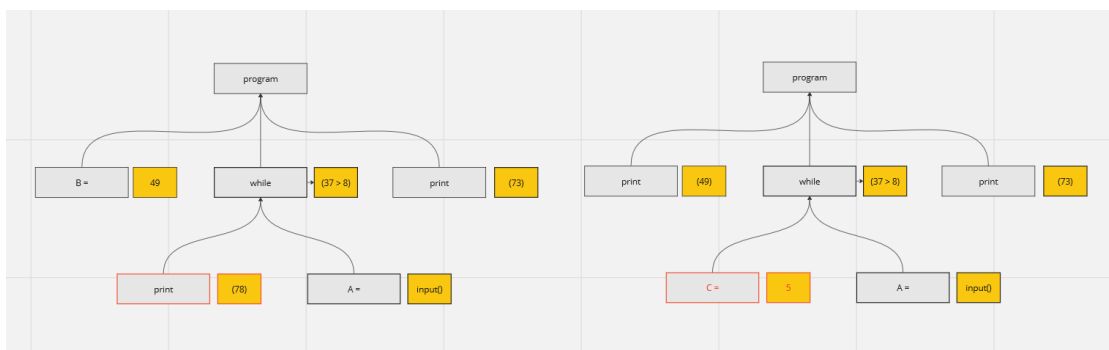 program
B =
49
while
(37 > 8)
print
(73)
print
(78)
A =
input()
program
print
(49)
while
(37 > 8)
print
(73)
C =
5
A =
input()